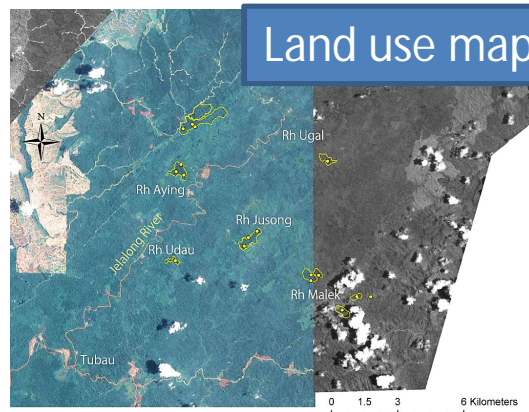 Land use map
N
Rh Ugal
Rh Aying
Rh Jusong
Jelalong River
Rh Udau
Rh Malek
Tubau
0 1.5 3 6 Kilometers